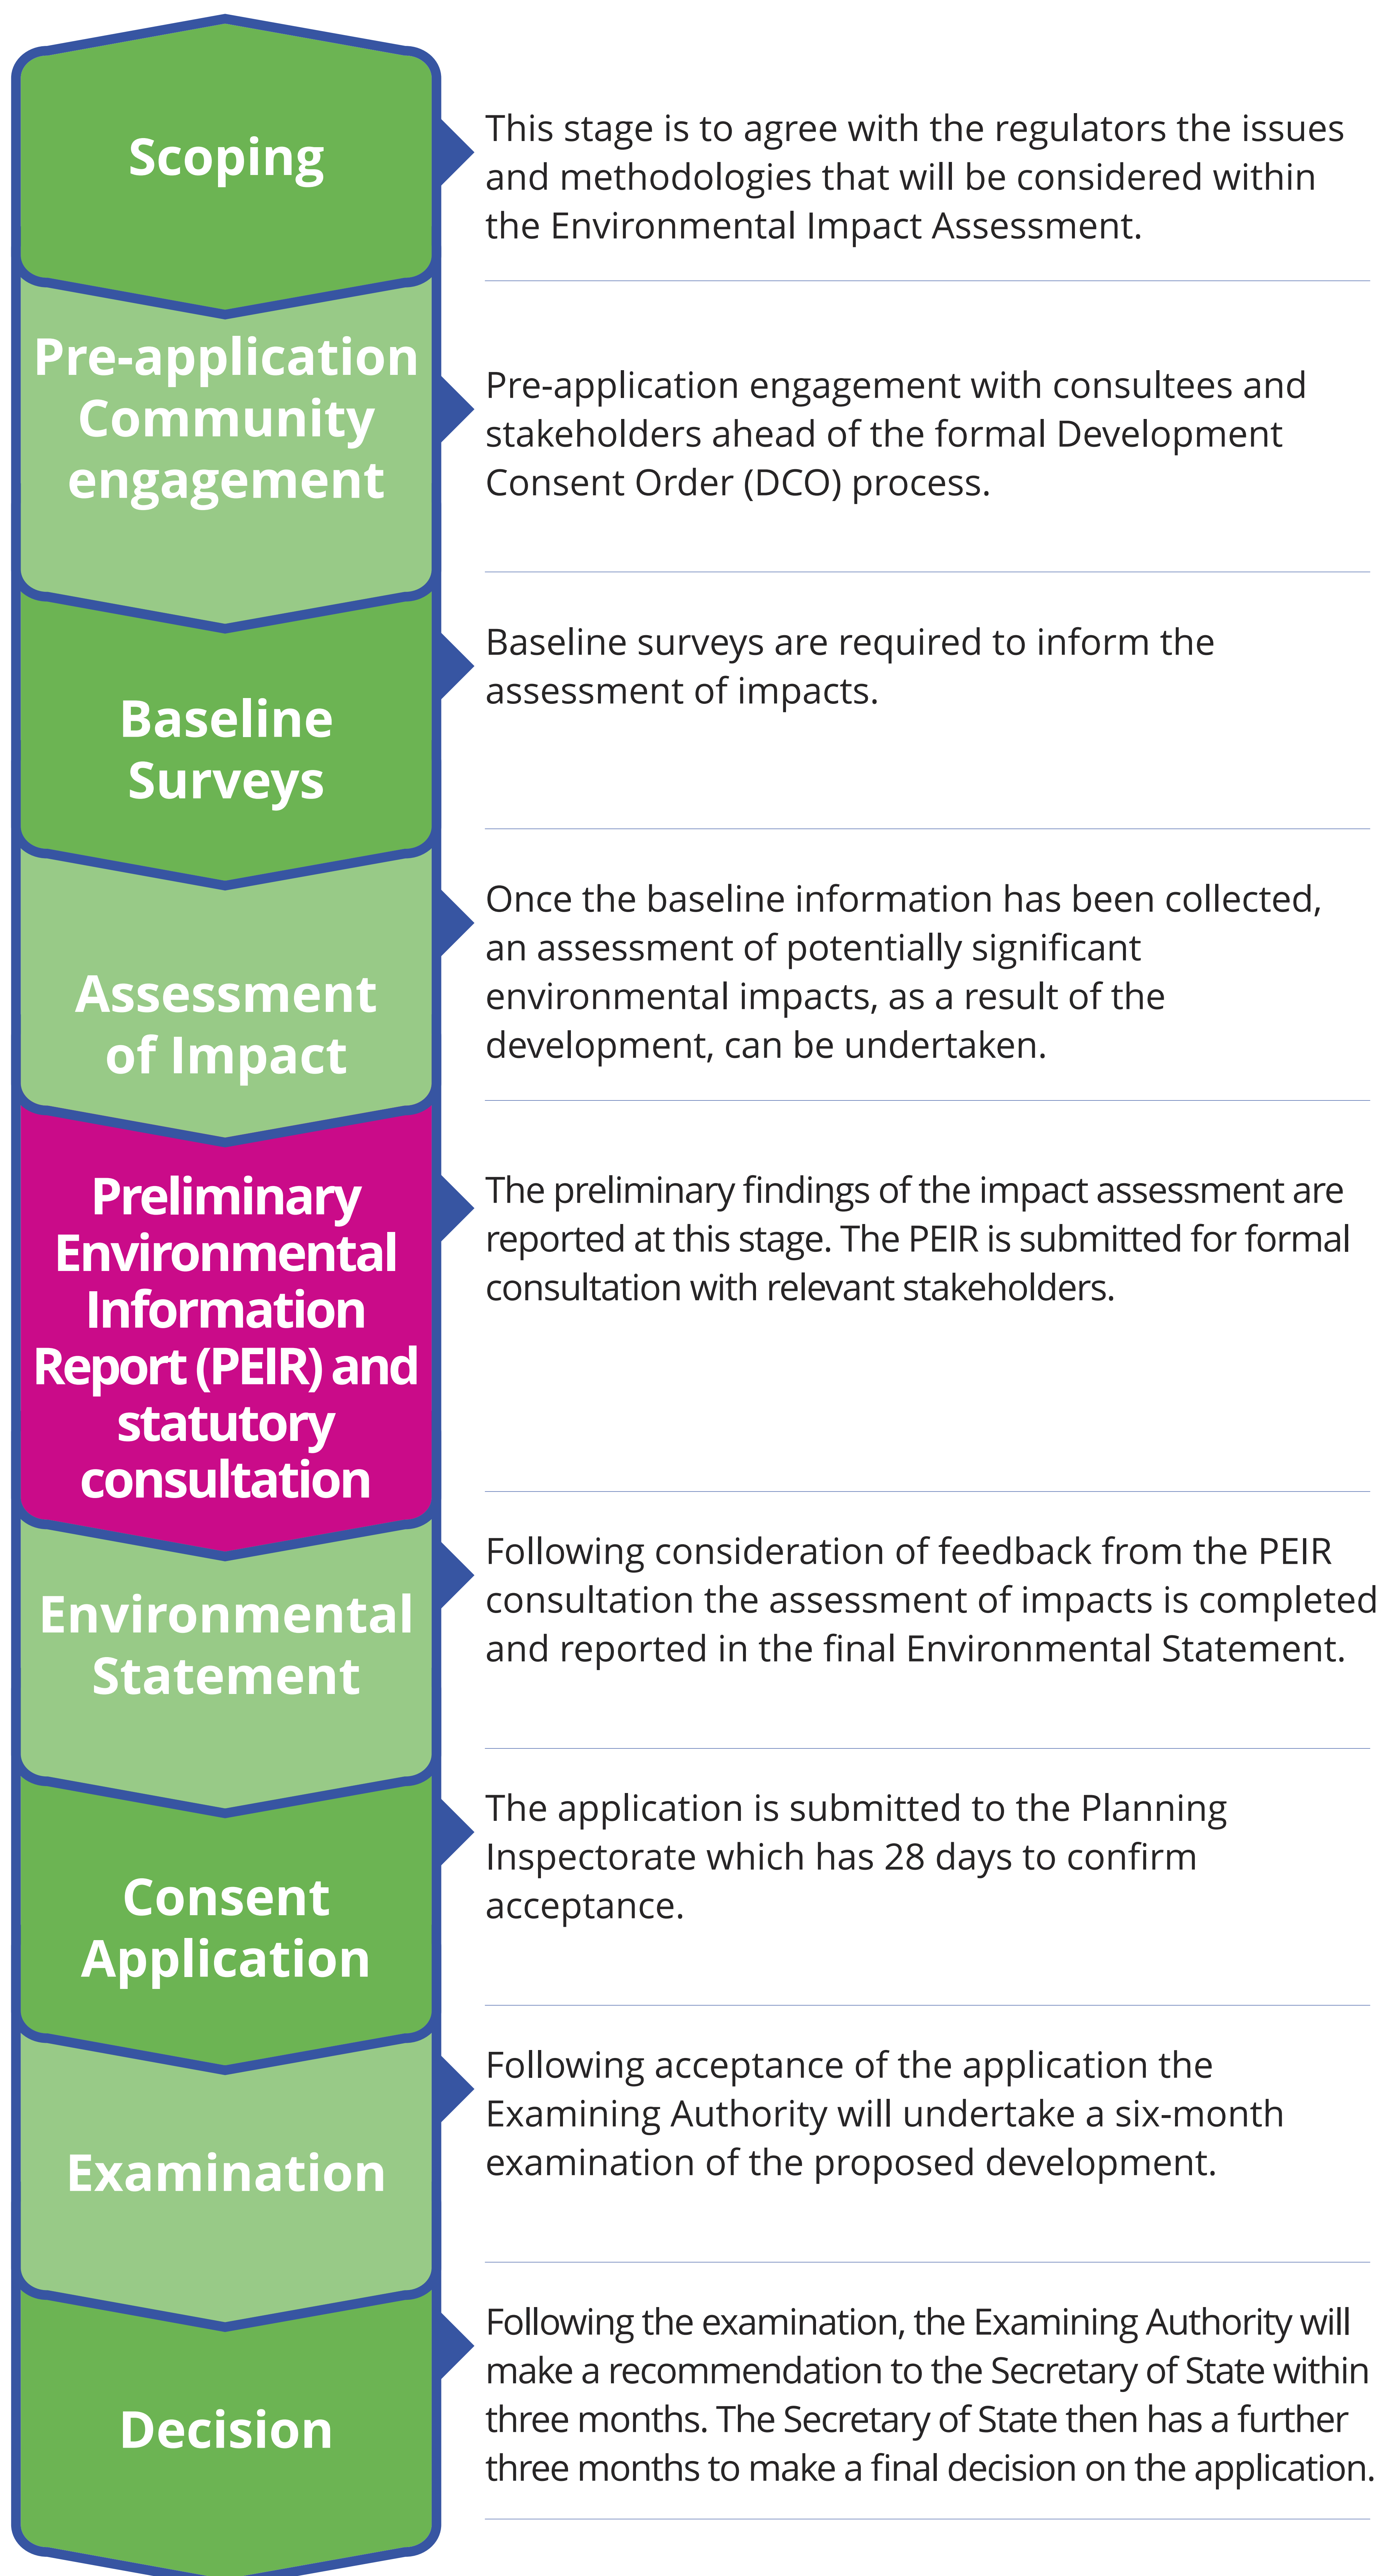 Scoping
This stage is to agree with the regulators the issues
and methodologies that will be considered within
the Environmental Impact Assessment.
Pre-application
Community
engagement
Pre-application engagement with consultees and
stakeholders ahead of the formal Development
Consent Order (DCO) process.
Baseline
Surveys
Baseline surveys are required to inform the
assessment of impacts.
Assessment
of Impact
Once the baseline information has been collected,
an assessment of potentially significant
environmental impacts, as a result of the
development, can be undertaken.
Preliminary
Environmental
Information
Report (PEIR) and
statutory
consultation
The preliminary findings of the impact assessment are
reported at this stage. The PEIR is submitted for formal
consultation with relevant stakeholders.
Environmental
Statement
Following consideration of feedback from the PEIR
consultation the assessment of impacts is completed
and reported in the final Environmental Statement.
Consent
Application
The application is submitted to the Planning
Inspectorate which has 28 days to confirm
acceptance.
Examination
Following acceptance of the application the
Examining Authority will undertake a six-month
examination of the proposed development.
Decision
Following the examination, the Examining Authority will
make a recommendation to the Secretary of State within
three months. The Secretary of State then has a further
three months to make a final decision on the application.